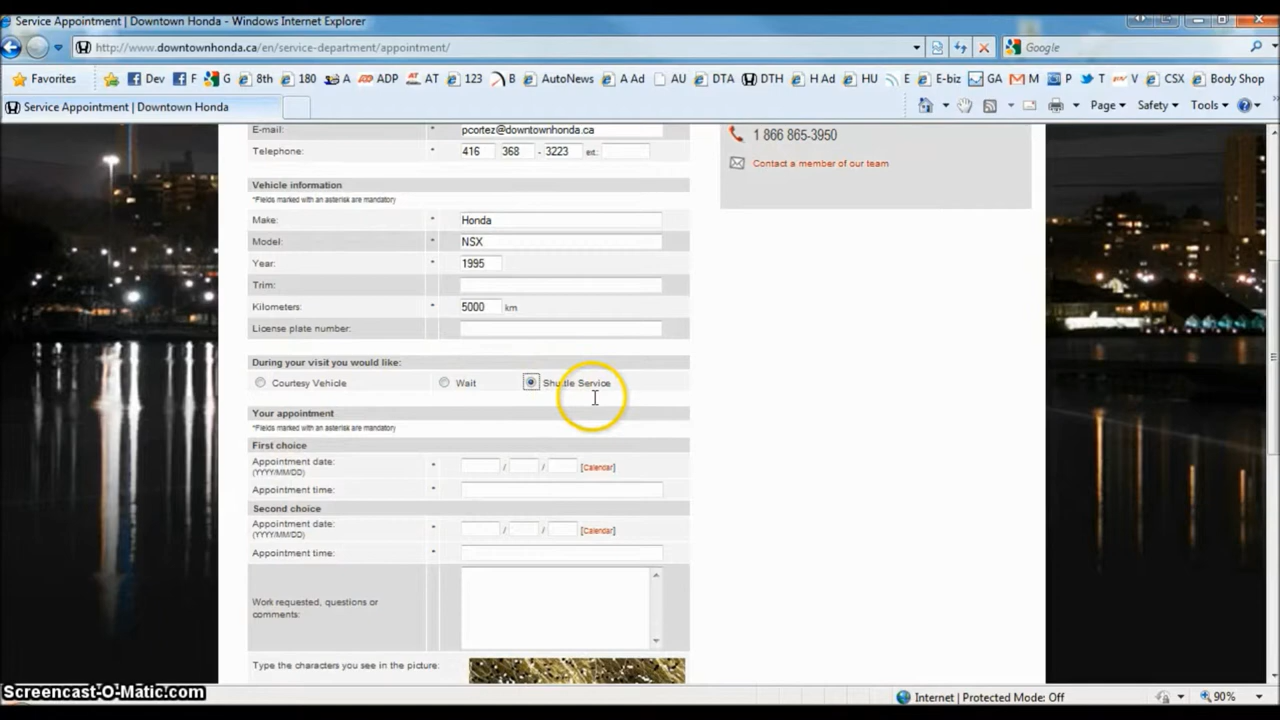 Service Appointment | Downtown Honda - Windows Internet Explorer
http://www.downtownhonda.ca/en/service-department/appointment/
Google
Favorites Dev F G 8th 180 A ADP AT 123 B AutoNews A Ad AU DTA DTH H Ad HU E E-biz GA M P T V CSX Body Shop
Service Appointment | Downtown Honda
Page Safety Tools
E-mail: * pcortez@downtownhonda.ca
1 866 865-3950
Telephone: * 416 368 - 3223 ext.:
Contact a member of our team
Vehicle information
*Fields marked with an asterisk are mandatory
Make: * Honda
Model: * NSX
Year: * 1995
Trim:
Kilometers: * 5000 km
License plate number:
During your visit you would like:
Courtesy Vehicle Wait Shuttle Service
Your appointment
*Fields marked with an asterisk are mandatory
First choice
Appointment date: * / / [Calendar]
(YYYY/MM/DD)
Appointment time: *
Second choice
Appointment date: * / / [Calendar]
(YYYY/MM/DD)
Appointment time: *
Work requested, questions or
comments:
Type the characters you see in the picture:
Screencast-O-Matic.com
Internet | Protected Mode: Off
90%